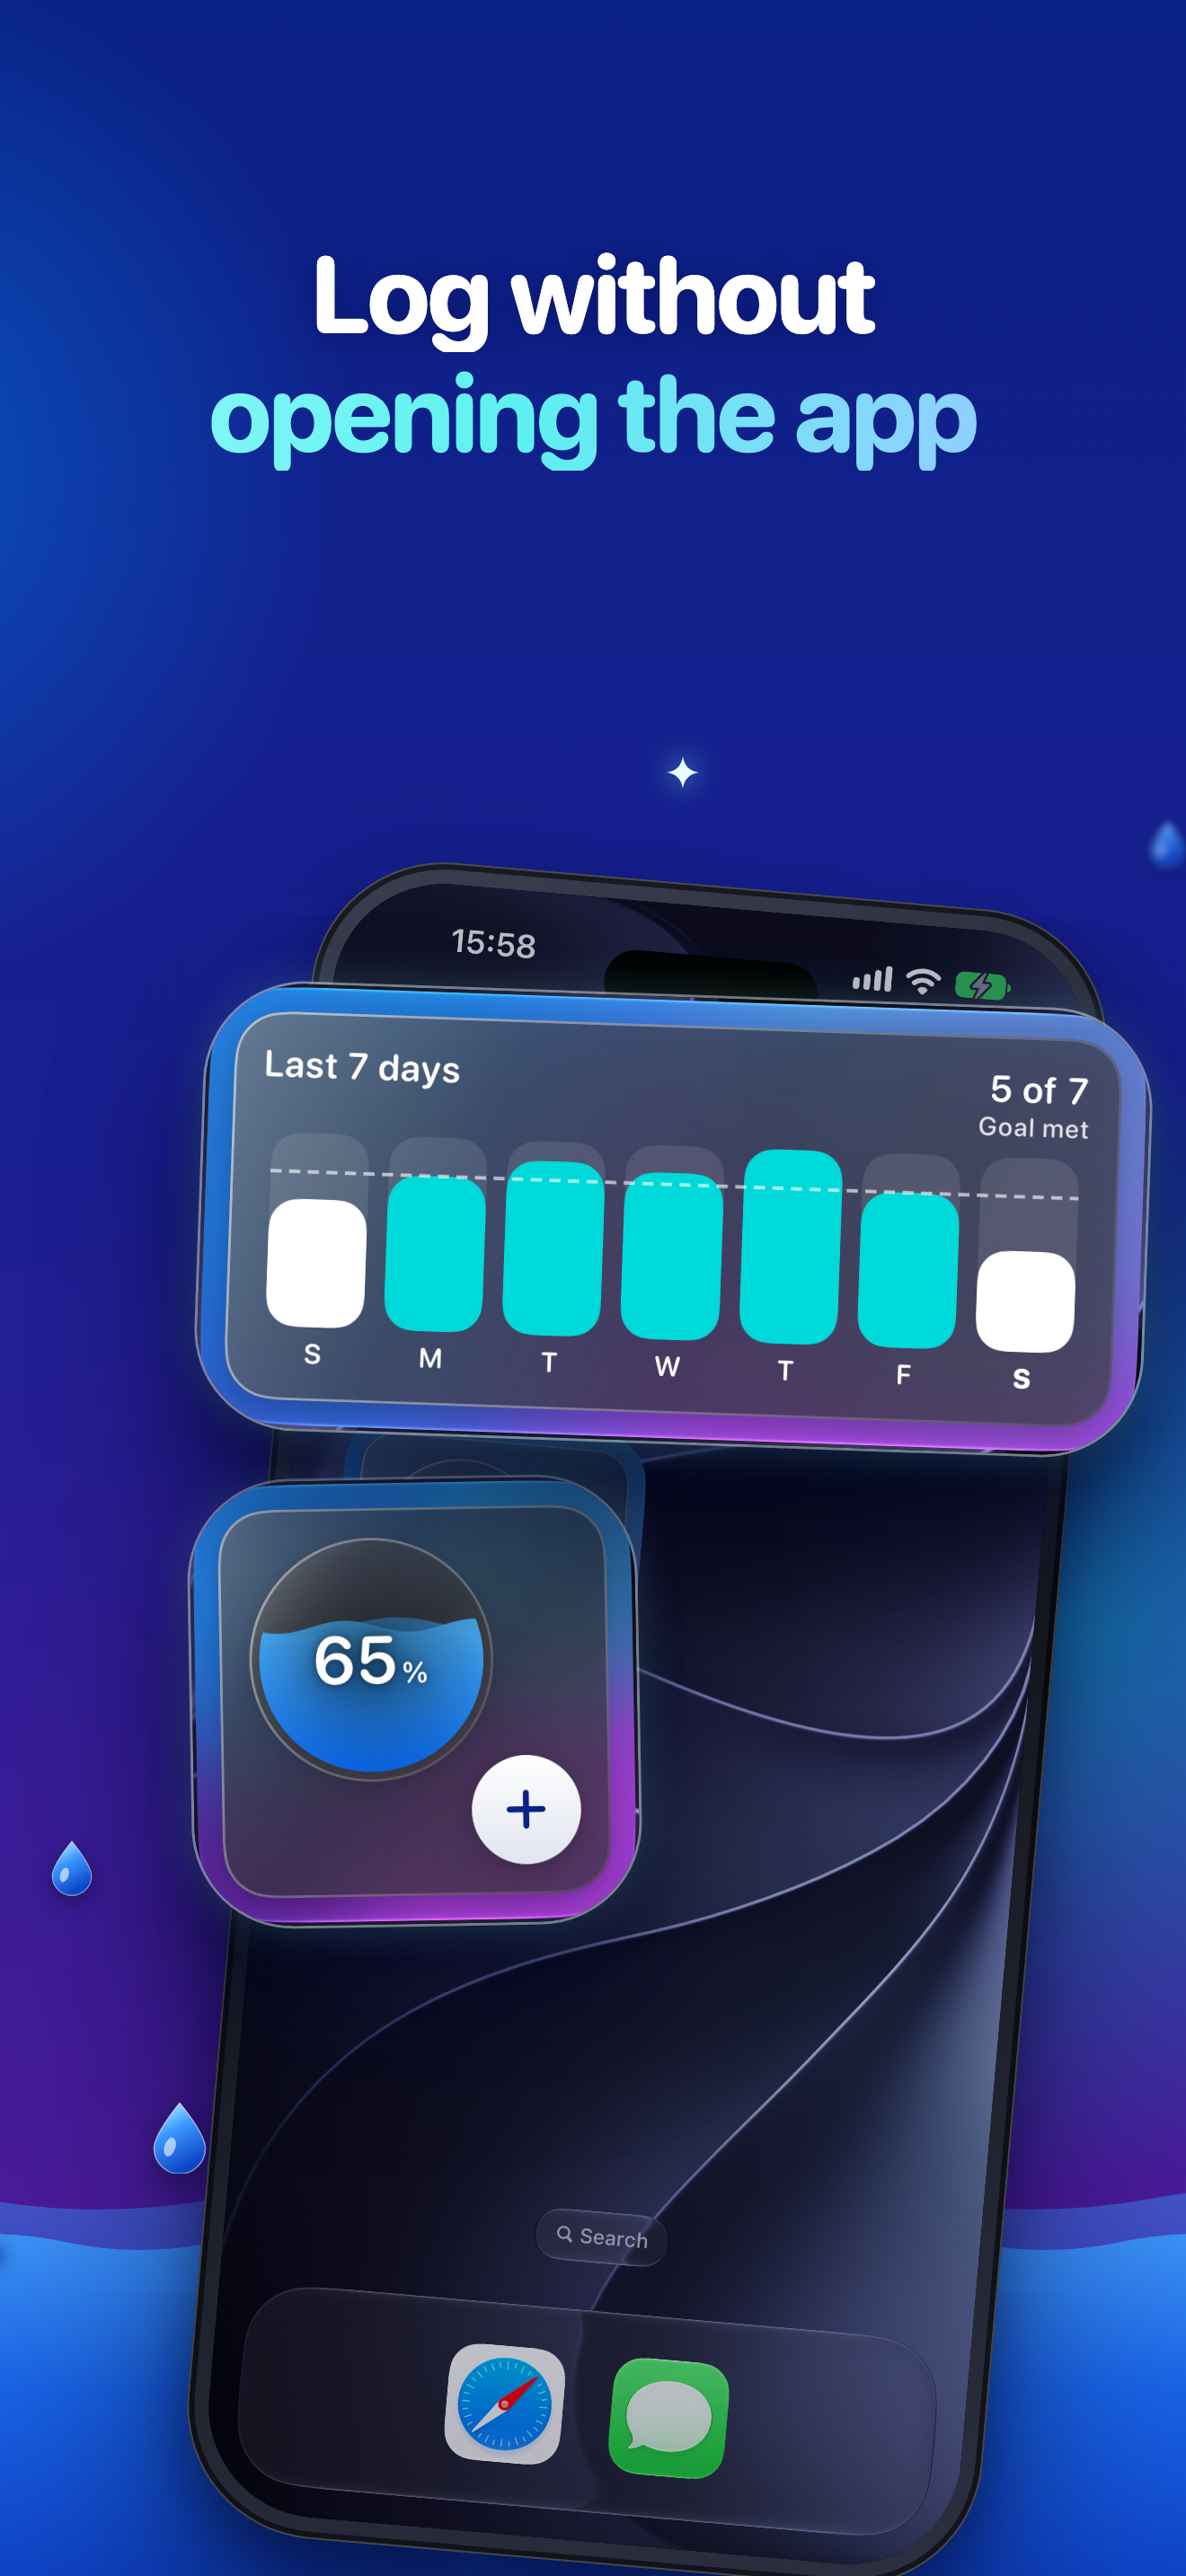 Log without
opening the app
15:58
Last 7 days
5 of 7
Goal met
S M T W T F S
65%
+
Search